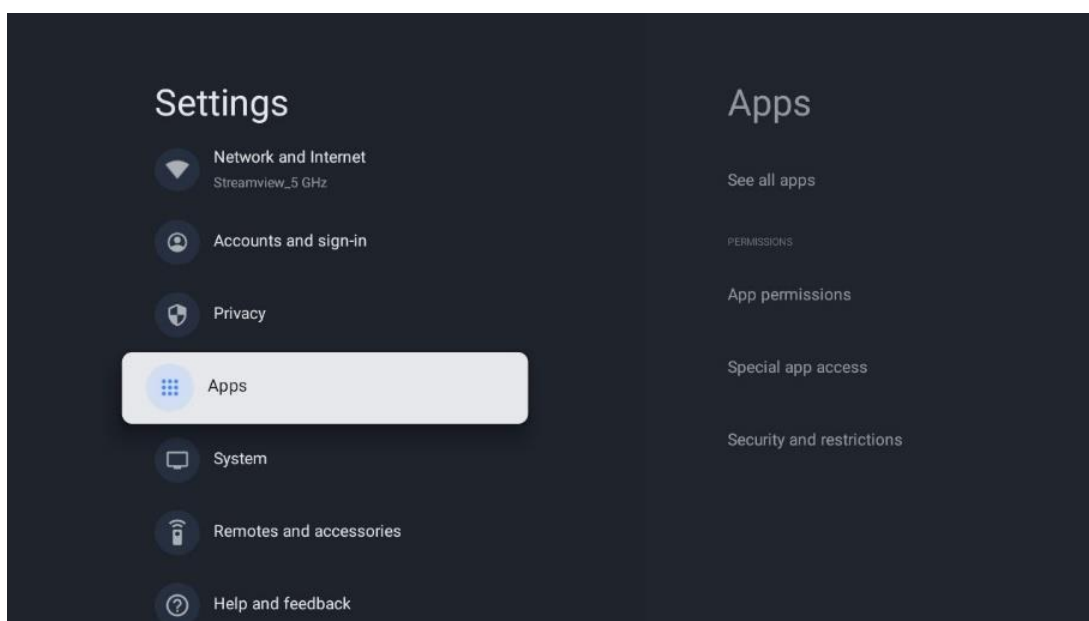 Settings
Network and Internet
Streamview_5 GHz
Accounts and sign-in
Privacy
Apps
System
Remotes and accessories
Help and feedback
Apps
See all apps
PERMISSIONS
App permissions
Special app access
Security and restrictions